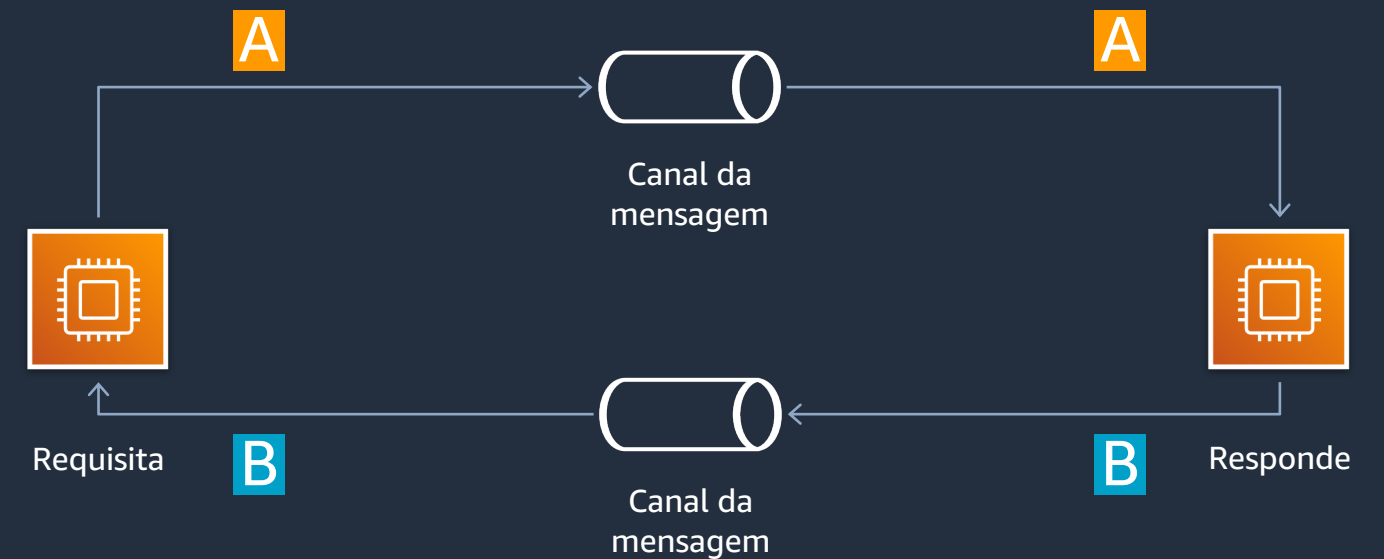 A
A
Canal da
mensagem
Requisita
B
B
Responde
Canal da
mensagem